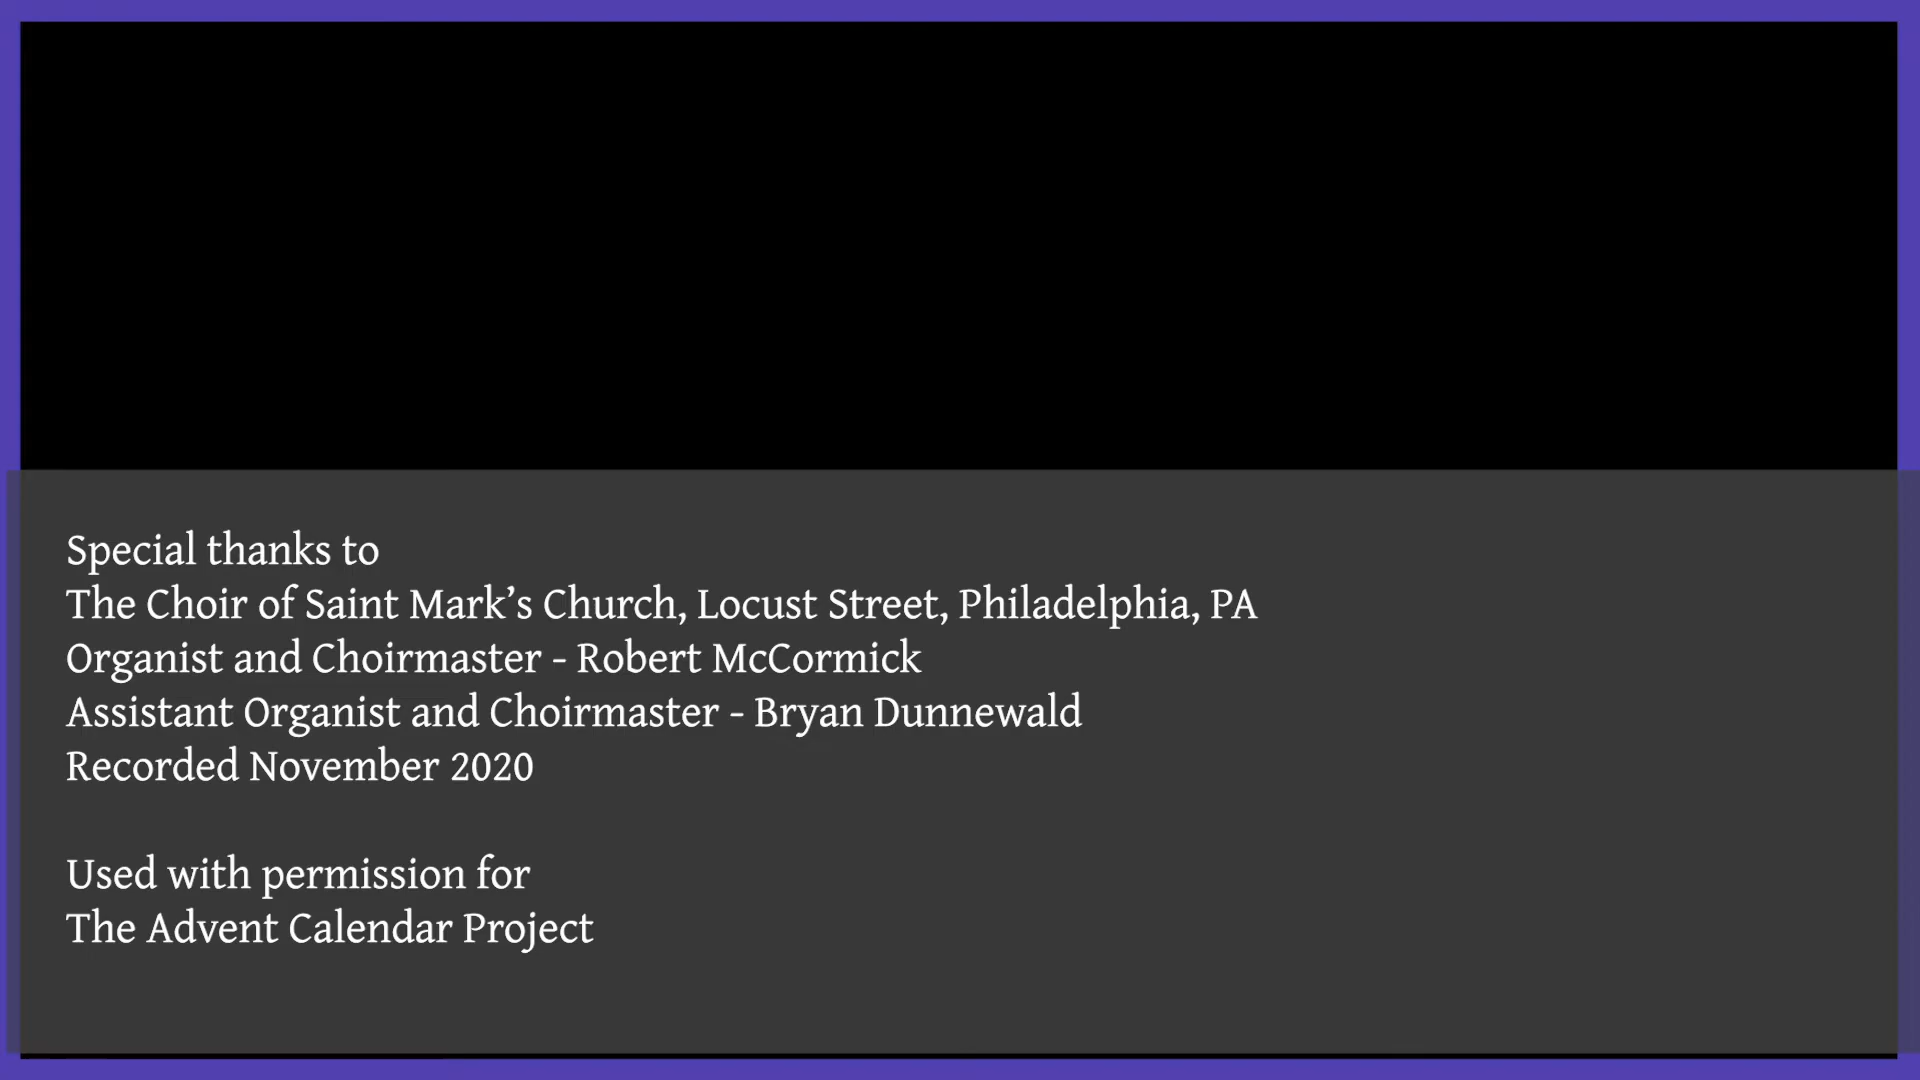 Special thanks to
The Choir of Saint Mark’s Church, Locust Street, Philadelphia, PA
Organist and Choirmaster - Robert McCormick
Assistant Organist and Choirmaster - Bryan Dunnewald
Recorded November 2020
Used with permission for
The Advent Calendar Project